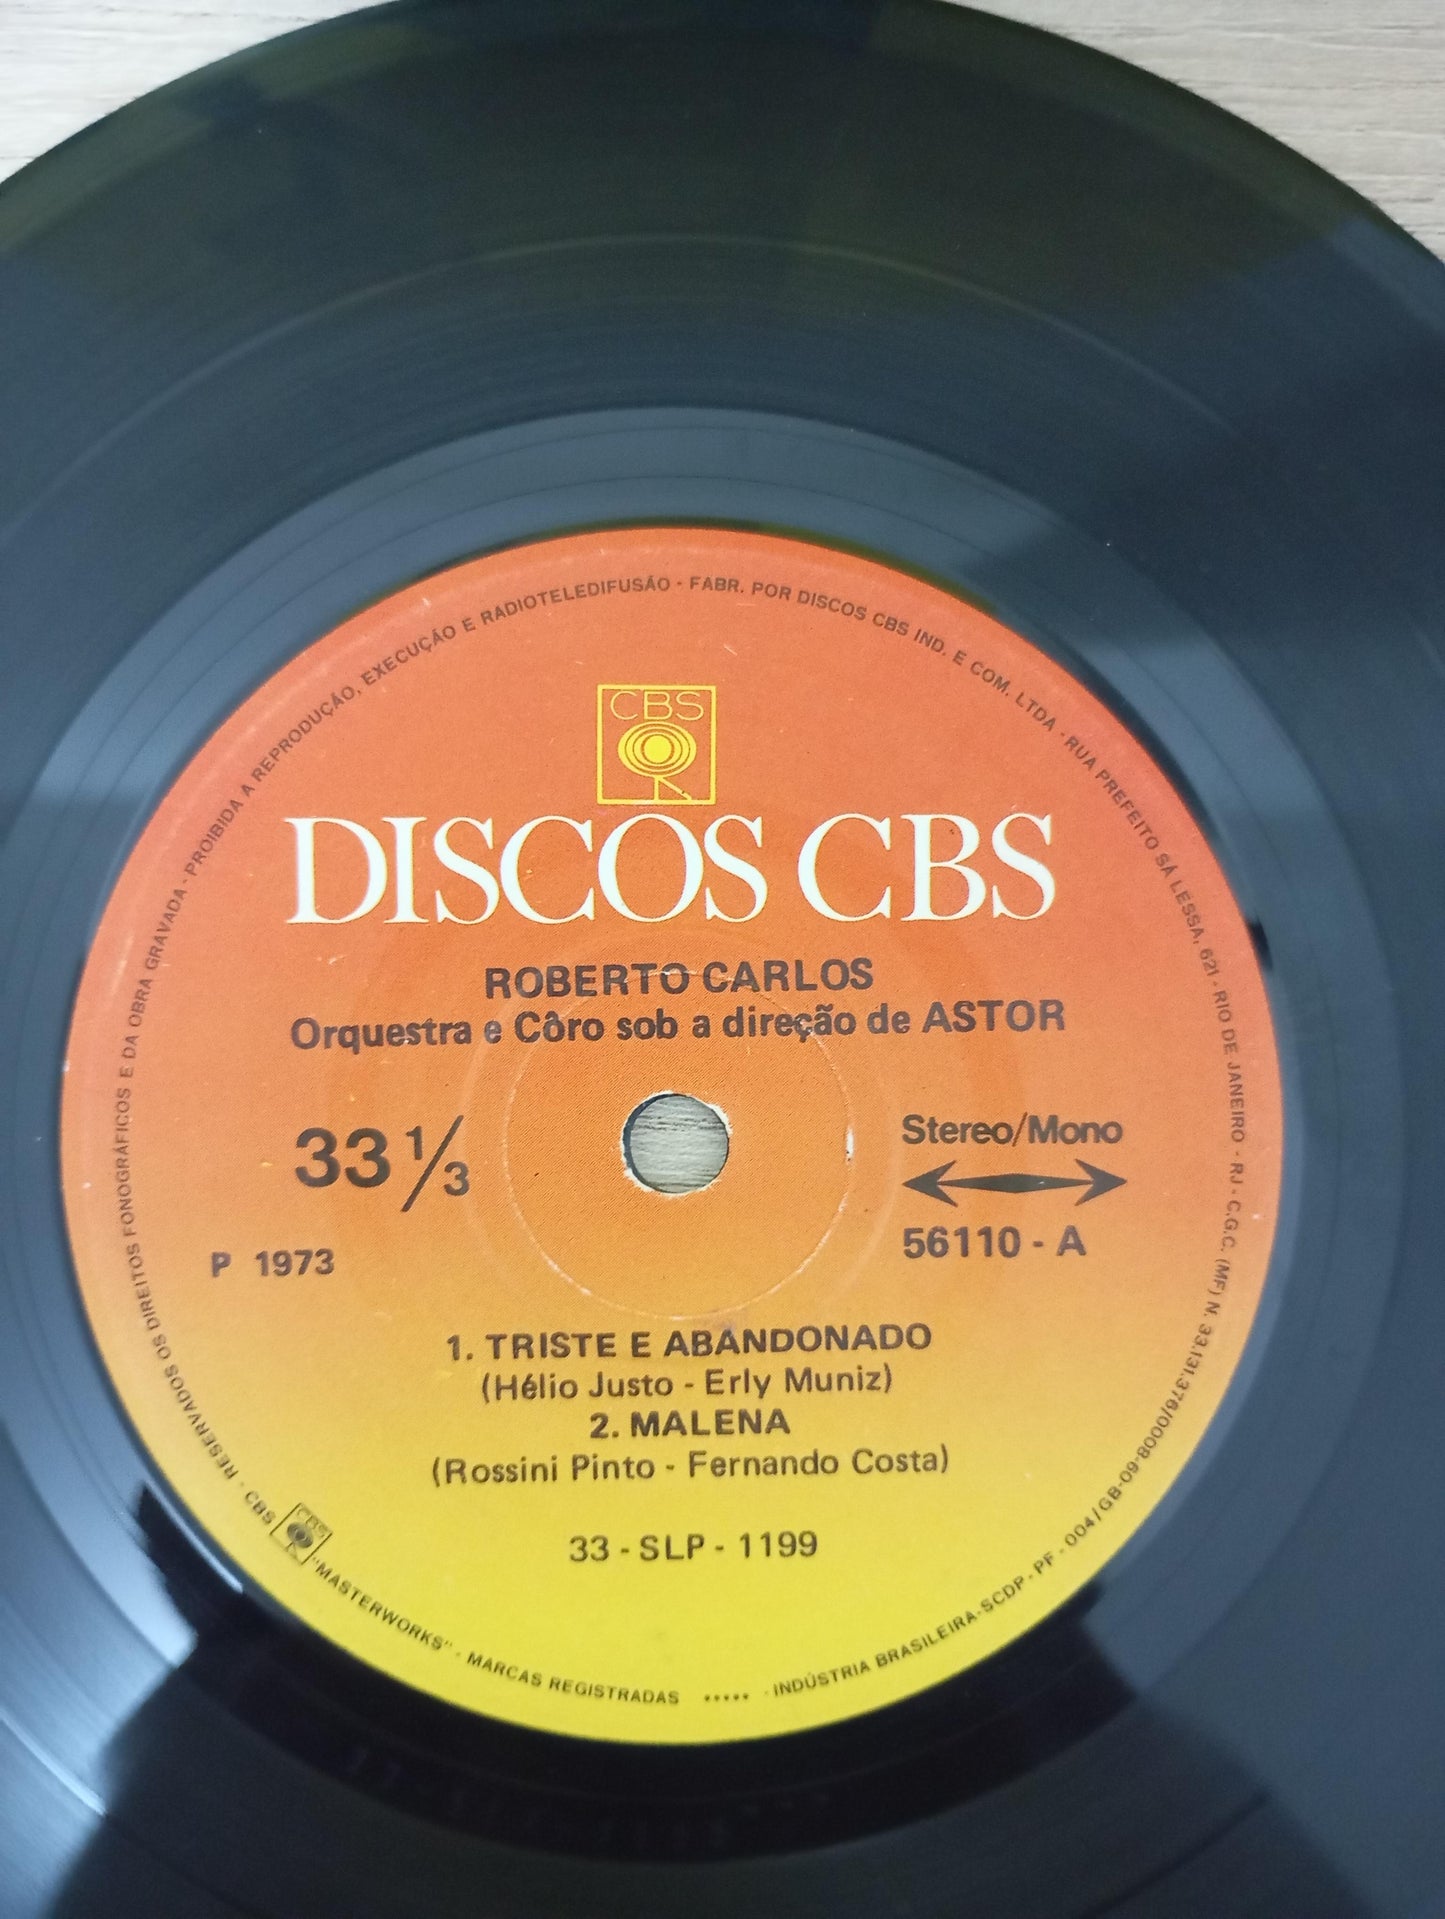 CBS
DISCOS CBS
ROBERTO CARLOS
Orquestra e Côro sob a direção de ASTOR
33 1/3
Stereo/Mono
56110 - A
P 1973
1. TRISTE E ABANDONADO
(Hélio Justo - Erly Muniz)
2. MALENA
(Rossini Pinto - Fernando Costa)
33 - SLP - 1199
RESERVADOS OS DIREITOS FONOGRÁFICOS E DA OBRA GRAVADA - PROIBIDA A REPRODUÇÃO, EXECUÇÃO E RADIOTELEDIFUSÃO - FABR. POR DISCOS CBS IND. E COM. LTDA - RUA PREFEITO SÁ LESSA, 621 - RIO DE JANEIRO - RJ - C.G.C. (MF) N. 33.131.376/0001
- CBS CBS "MASTERWORKS" - MARCAS REGISTRADAS ***** - INDÚSTRIA BRASILEIRA - SCDP - PF - 004/GB-09-8000